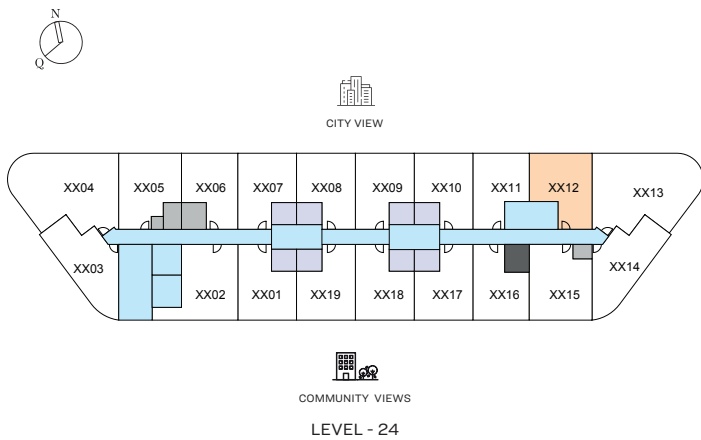 N
Q
CITY VIEW
XX04
XX05
XX06
XX07
XX08
XX09
XX10
XX11
XX12
XX13
XX03
XX14
XX02
XX01
XX19
XX18
XX17
XX16
XX15
COMMUNITY VIEWS
LEVEL - 24